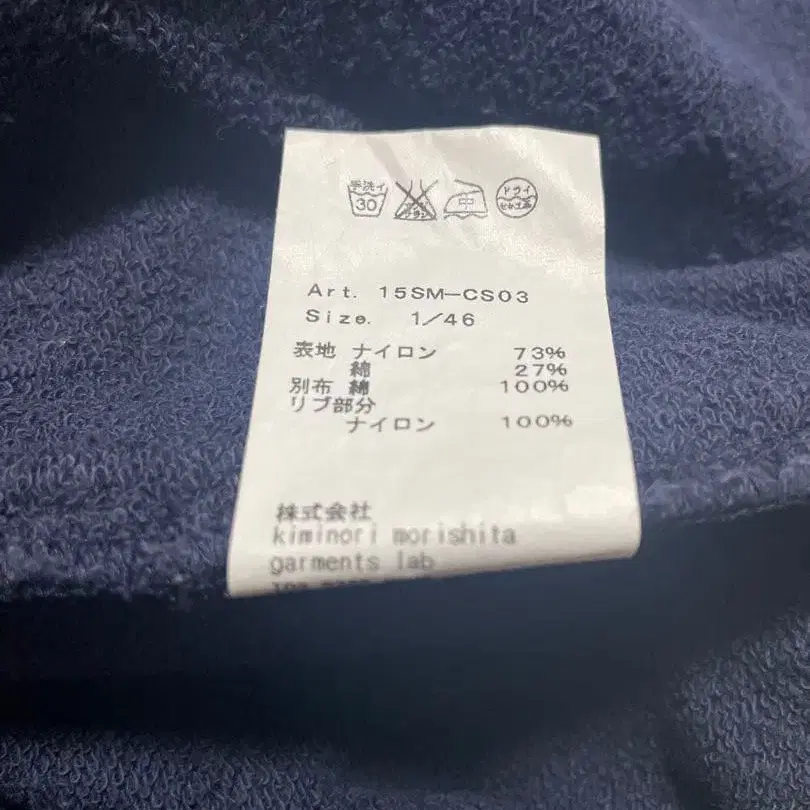 手洗イ 30 中 ドライ
セキユ系
Art. 15SM-CS03
Size. 1/46
表地 ナイロン 73%
綿 27%
別布 綿 100%
リブ部分
ナイロン 100%
株式会社
kiminori morishita
garments lab